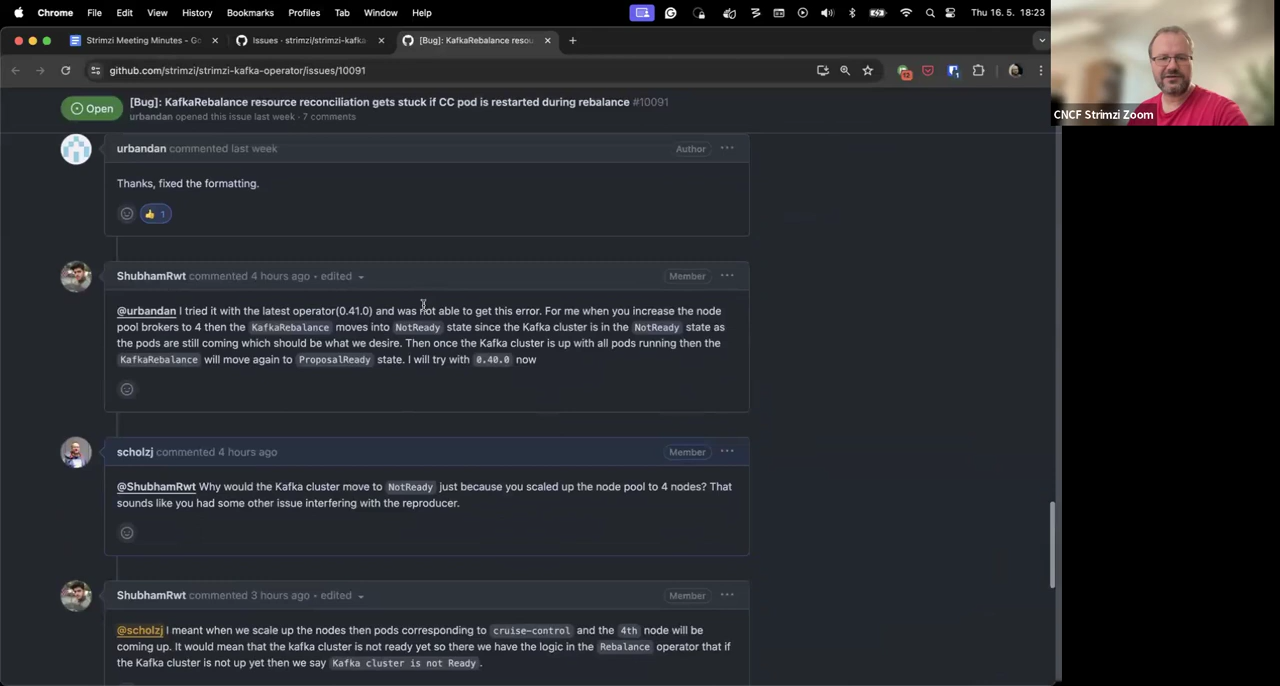 Chrome File Edit View History Bookmarks Profiles Tab Window Help Thu 16. 5. 18:23
Strimzi Meeting Minutes - Go Issues · strimzi/strimzi-kafka- [Bug]: KafkaRebalance resou
github.com/strimzi/strimzi-kafka-operator/issues/10091
12
CNCF Strimzi Zoom
Open
[Bug]: KafkaRebalance resource reconciliation gets stuck if CC pod is restarted during rebalance #10091
urbandan opened this issue last week · 7 comments
urbandan commented last week Author
Thanks, fixed the formatting.
👍 1
ShubhamRwt commented 4 hours ago · edited Member
@urbandan I tried it with the latest operator(0.41.0) and was not able to get this error. For me when you increase the node
pool brokers to 4 then the KafkaRebalance moves into NotReady state since the Kafka cluster is in the NotReady state as
the pods are still coming which should be what we desire. Then once the Kafka cluster is up with all pods running then the
KafkaRebalance will move again to ProposalReady state. I will try with 0.40.0 now
scholzj commented 4 hours ago Member
@ShubhamRwt Why would the Kafka cluster move to NotReady just because you scaled up the node pool to 4 nodes? That
sounds like you had some other issue interfering with the reproducer.
ShubhamRwt commented 3 hours ago · edited Member
@scholzj I meant when we scale up the nodes then pods corresponding to cruise-control and the 4th node will be
coming up. It would mean that the kafka cluster is not ready yet so there we have the logic in the Rebalance operator that if
the Kafka cluster is not up yet then we say Kafka cluster is not Ready.